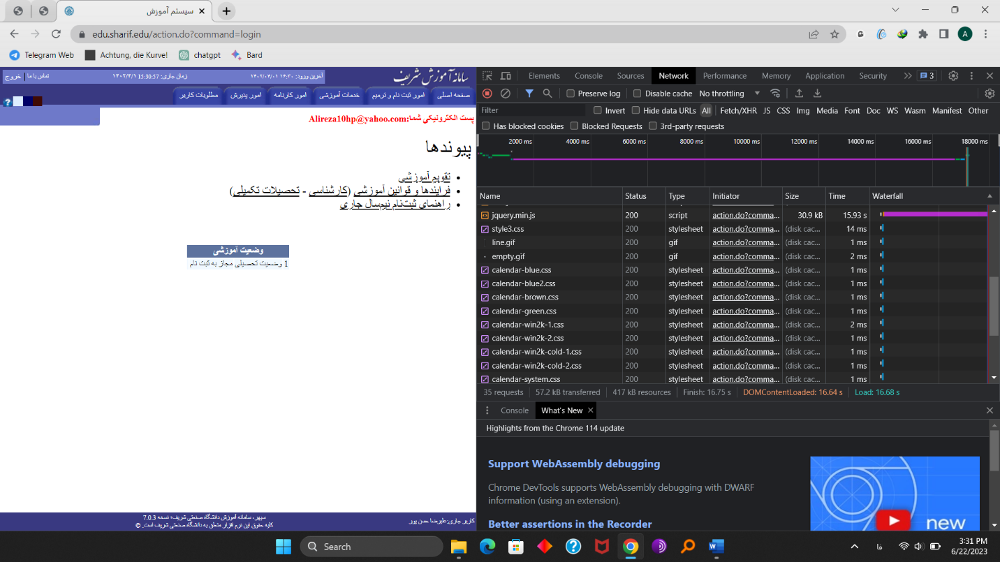 سیستم آموزش
edu.sharif.edu/action.do?command=login
Telegram Web
Achtung, die Kurve!
chatgpt
Bard
سامانه آموزش شریف
آخرین ورود: ۱۶:۳۰ ۱۴۰۲/۰۴/۰۱
زمان جاری: 15:30:57 ۱۴۰۲/۴/۱
تماس با ما
خروج
صفحه اصلی
امور ثبت نام و ترمیم
خدمات آموزشی
امور کارنامه
امور پذیرش
مطلوبات کاربر
پست الکترونیکی شما:Alireza10hp@yahoo.com
پیوندها
تقویم آموزشی
فرایندها و قوانین آموزشی (کارشناسی - تحصیلات تکمیلی)
راهنمای ثبت‌نام نیم‌سال جاری
وضعیت آموزشی
1 وضعیت تحصیلی مجاز به ثبت نام
کاربر جاری:علیرضا حسن پور
سپهر، سامانه آموزش دانشگاه صنعتی شریف؛ نسخه 7.0.3
کلیه حقوق این نرم افزار متعلق به دانشگاه صنعتی شریف است. ©
Elements Console Sources Network Performance Memory Application Security 3
Preserve log Disable cache No throttling
Filter Invert Hide data URLs All Fetch/XHR JS CSS Img Media Font Doc WS Wasm Manifest Other
Has blocked cookies Blocked Requests 3rd-party requests
2000 ms 4000 ms 6000 ms 8000 ms 10000 ms 12000 ms 14000 ms 16000 ms 18000 ms
Name Status Type Initiator Size Time Waterfall
jquery.min.js 200 script action.do?comma... 30.9 kB 15.93 s
style3.css 200 stylesheet action.do?comma... (disk cac... 14 ms
line.gif 200 gif action.do?comma... (disk cac... 1 ms
empty.gif 200 gif action.do?comma... (disk cac... 2 ms
calendar-blue.css 200 stylesheet action.do?comma... (disk cac... 1 ms
calendar-blue2.css 200 stylesheet action.do?comma... (disk cac... 1 ms
calendar-brown.css 200 stylesheet action.do?comma... (disk cac... 1 ms
calendar-green.css 200 stylesheet action.do?comma... (disk cac... 1 ms
calendar-win2k-1.css 200 stylesheet action.do?comma... (disk cac... 2 ms
calendar-win2k-2.css 200 stylesheet action.do?comma... (disk cac... 1 ms
calendar-win2k-cold-1.css 200 stylesheet action.do?comma... (disk cac... 1 ms
calendar-win2k-cold-2.css 200 stylesheet action.do?comma... (disk cac... 1 ms
calendar-system.css 200 stylesheet action.do?comma... (disk cac... 1 ms
35 requests 57.2 kB transferred 417 kB resources Finish: 16.75 s DOMContentLoaded: 16.64 s Load: 16.68 s
Console What's New
Highlights from the Chrome 114 update
Support WebAssembly debugging
Chrome DevTools supports WebAssembly debugging with DWARF
information (using an extension).
Better assertions in the Recorder
new
Search
فا
3:31 PM
6/22/2023